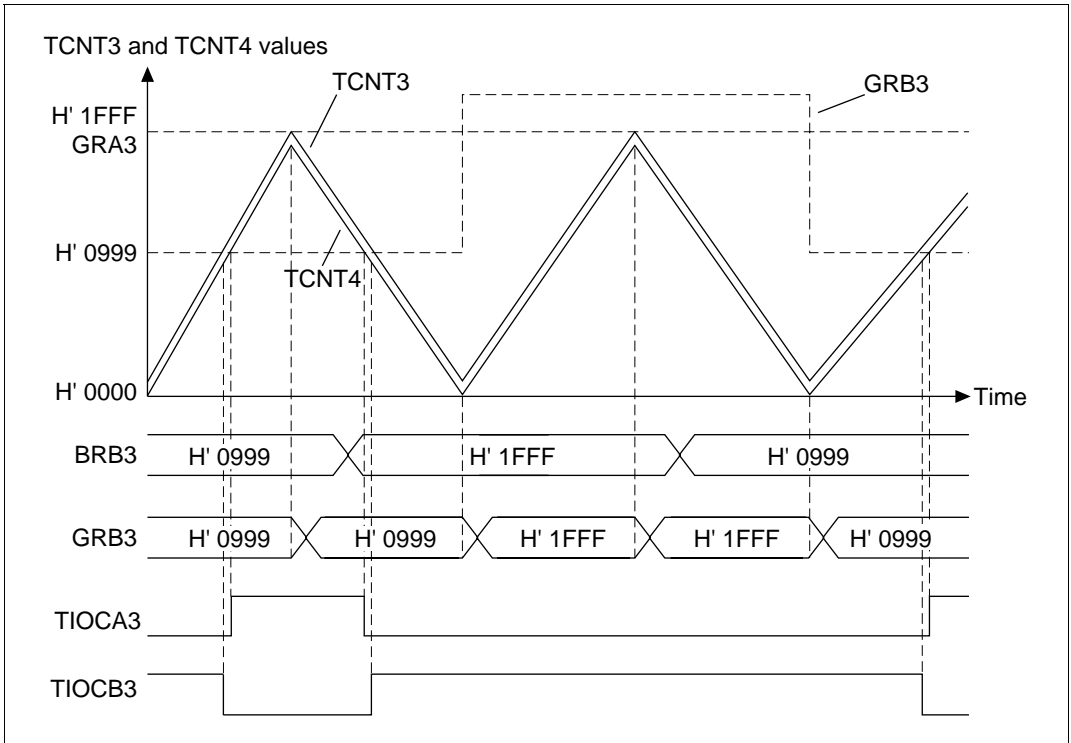 TCNT3 and TCNT4 values
TCNT3
GRB3
H' 1FFF
GRA3
H' 0999
TCNT4
H' 0000
Time
BRB3
H' 0999
H' 1FFF
H' 0999
GRB3
H' 0999
H' 0999
H' 1FFF
H' 1FFF
H' 0999
TIOCA3
TIOCB3